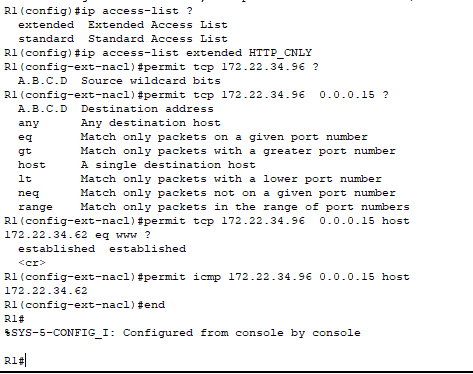 R1(config)#ip access-list ?
extended Extended Access List
standard Standard Access List
R1(config)#ip access-list extended HTTP_CNLY
R1(config-ext-nacl)#permit tcp 172.22.34.96 ?
A.B.C.D Source wildcard bits
R1(config-ext-nacl)#permit tcp 172.22.34.96 0.0.0.15 ?
A.B.C.D Destination address
any Any destination host
eq Match only packets on a given port number
gt Match only packets with a greater port number
host A single destination host
lt Match only packets with a lower port number
neq Match only packets not on a given port number
range Match only packets in the range of port numbers
R1(config-ext-nacl)#permit tcp 172.22.34.96 0.0.0.15 host
172.22.34.62 eq www ?
established established
<cr>
R1(config-ext-nacl)#permit icmp 172.22.34.96 0.0.0.15 host
172.22.34.62
R1(config-ext-nacl)#end
R1#
%SYS-5-CONFIG_I: Configured from console by console
R1#